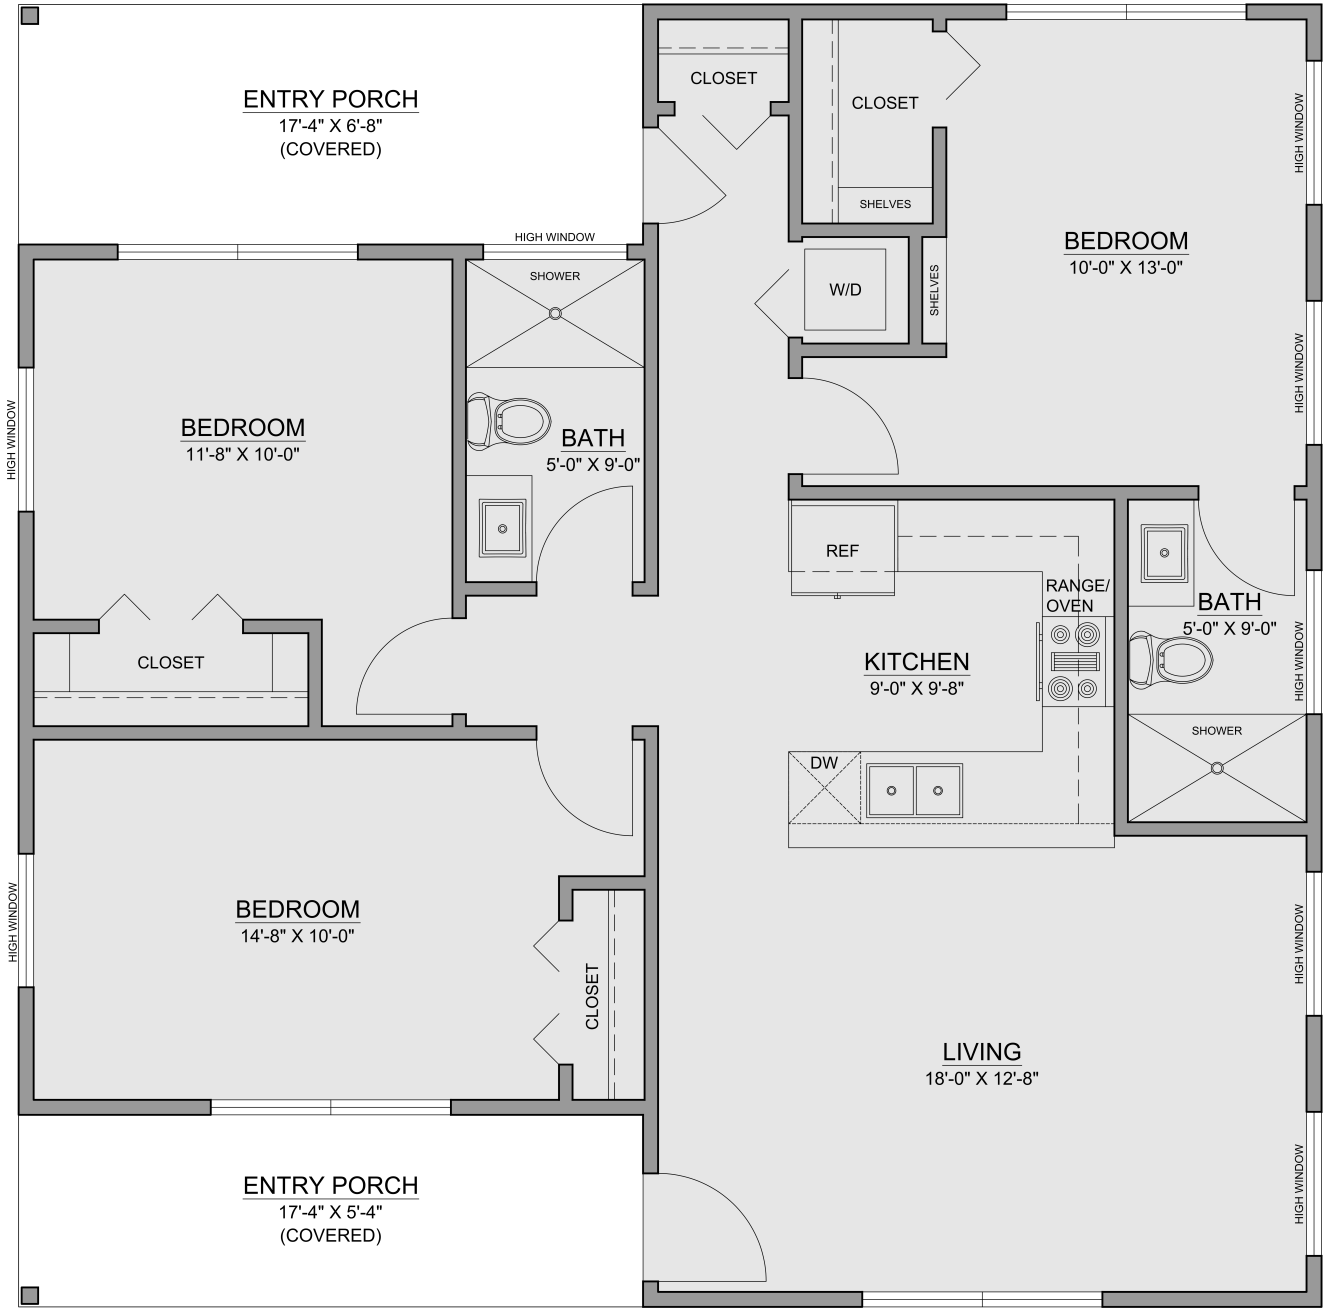 ENTRY PORCH
17'-4" X 6'-8"
(COVERED)
CLOSET
CLOSET
SHELVES
HIGH WINDOW
HIGH WINDOW
SHOWER
BEDROOM
10'-0" X 13'-0"
W/D
SHELVES
HIGH WINDOW
HIGH WINDOW
BEDROOM
11'-8" X 10'-0"
BATH
5'-0" X 9'-0"
REF
RANGE/
OVEN
BATH
5'-0" X 9'-0"
HIGH WINDOW
CLOSET
KITCHEN
9'-0" X 9'-8"
SHOWER
DW
BEDROOM
14'-8" X 10'-0"
HIGH WINDOW
CLOSET
HIGH WINDOW
LIVING
18'-0" X 12'-8"
ENTRY PORCH
17'-4" X 5'-4"
(COVERED)
HIGH WINDOW